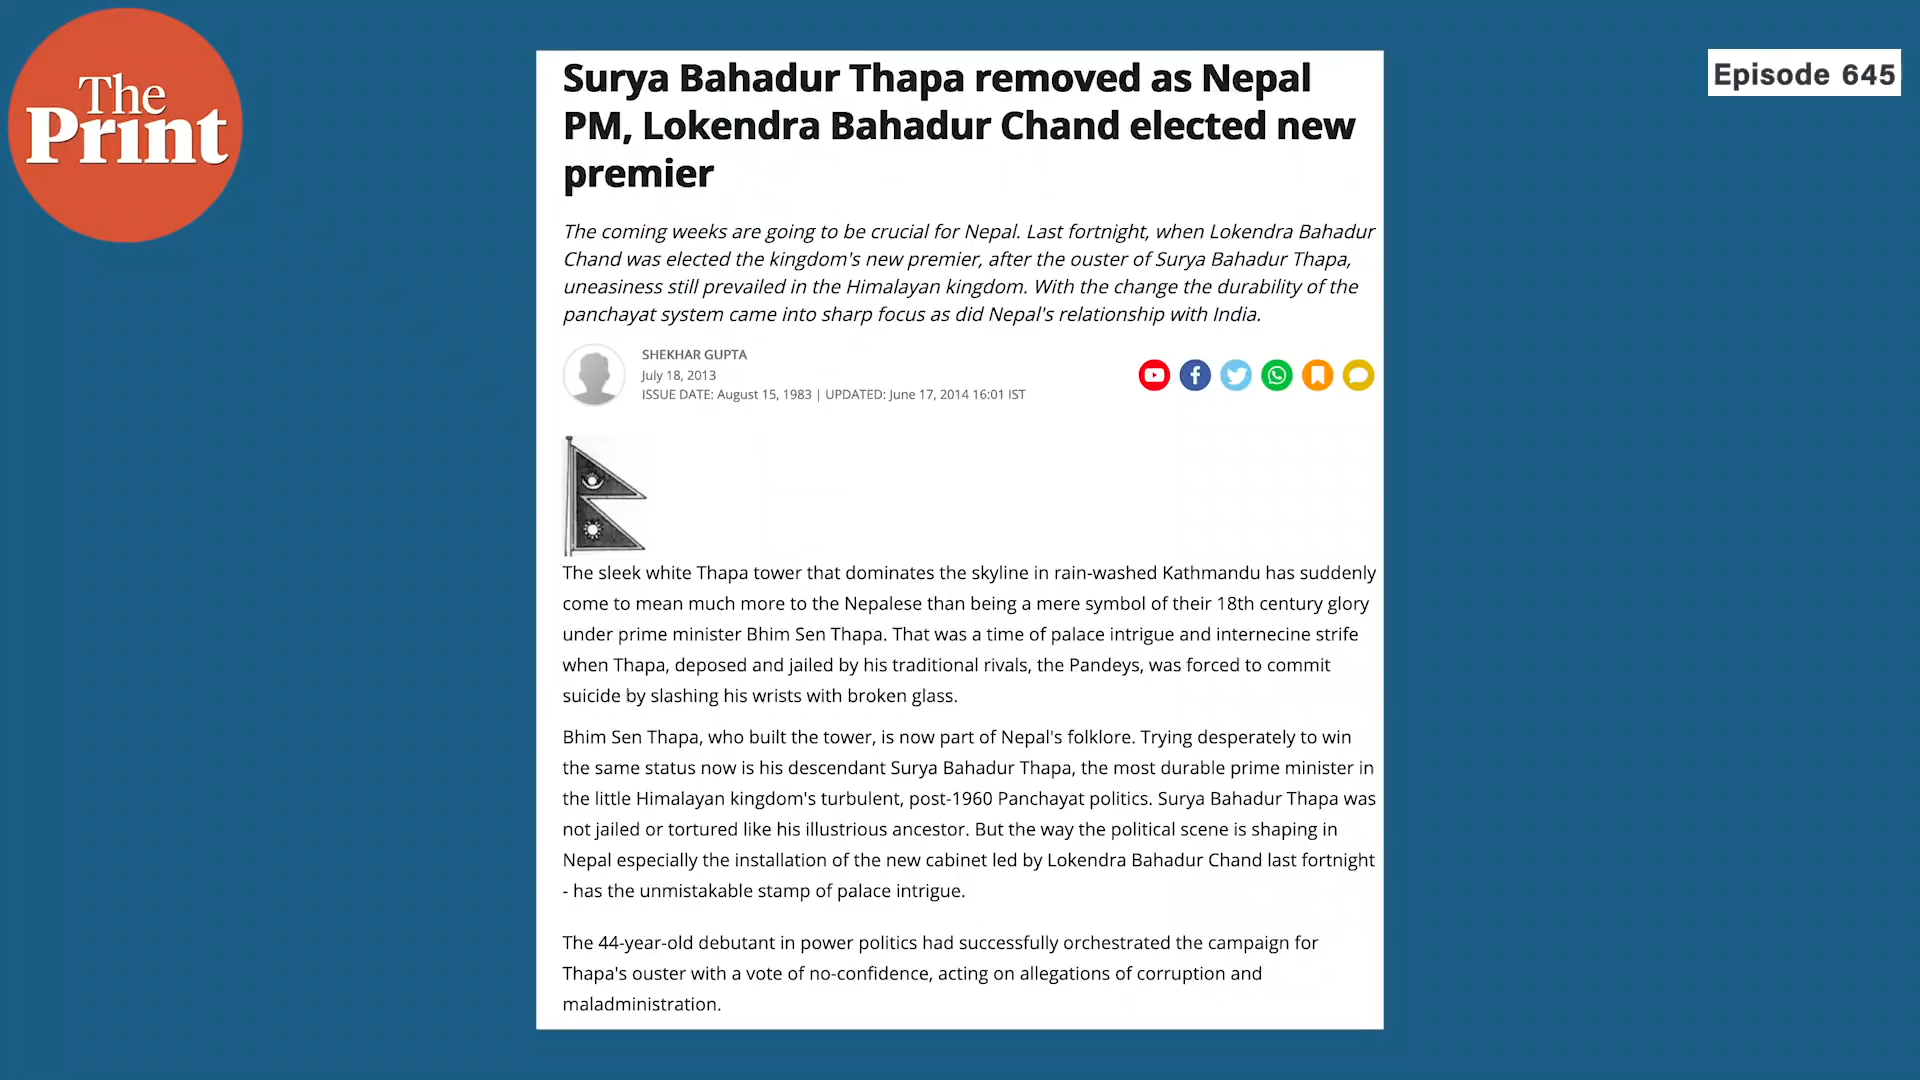 The
Print
Episode 645
Surya Bahadur Thapa removed as Nepal
PM, Lokendra Bahadur Chand elected new
premier
The coming weeks are going to be crucial for Nepal. Last fortnight, when Lokendra Bahadur
Chand was elected the kingdom's new premier, after the ouster of Surya Bahadur Thapa,
uneasiness still prevailed in the Himalayan kingdom. With the change the durability of the
panchayat system came into sharp focus as did Nepal's relationship with India.
SHEKHAR GUPTA
July 18, 2013
ISSUE DATE: August 15, 1983 | UPDATED: June 17, 2014 16:01 IST
The sleek white Thapa tower that dominates the skyline in rain-washed Kathmandu has suddenly
come to mean much more to the Nepalese than being a mere symbol of their 18th century glory
under prime minister Bhim Sen Thapa. That was a time of palace intrigue and internecine strife
when Thapa, deposed and jailed by his traditional rivals, the Pandeys, was forced to commit
suicide by slashing his wrists with broken glass.
Bhim Sen Thapa, who built the tower, is now part of Nepal's folklore. Trying desperately to win
the same status now is his descendant Surya Bahadur Thapa, the most durable prime minister in
the little Himalayan kingdom's turbulent, post-1960 Panchayat politics. Surya Bahadur Thapa was
not jailed or tortured like his illustrious ancestor. But the way the political scene is shaping in
Nepal especially the installation of the new cabinet led by Lokendra Bahadur Chand last fortnight
- has the unmistakable stamp of palace intrigue.
The 44-year-old debutant in power politics had successfully orchestrated the campaign for
Thapa's ouster with a vote of no-confidence, acting on allegations of corruption and
maladministration.